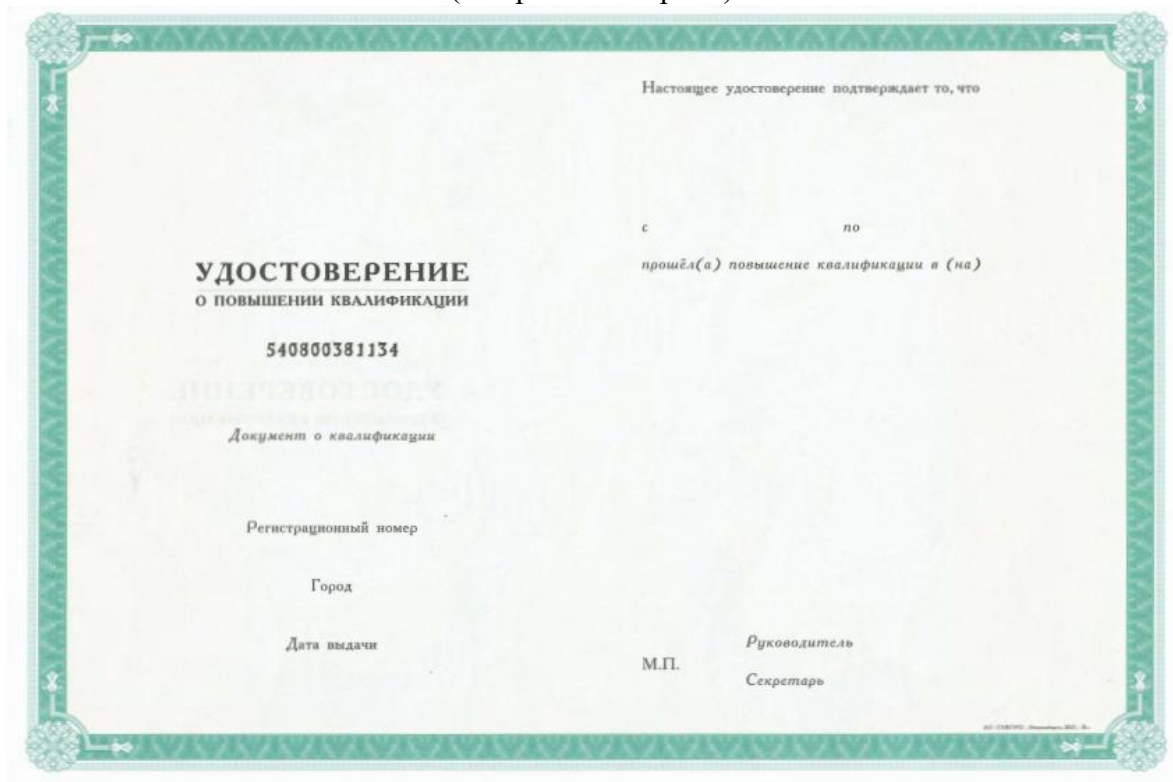 УДОСТОВЕРЕНИЕ
О ПОВЫШЕНИИ КВАЛИФИКАЦИИ
540800381134
Документ о квалификации
Регистрационный номер
Город
Дата выдачи
Настоящее удостоверение подтверждает то, что
с по
прошёл(а) повышение квалификации в (на)
М.П.
Руководитель
Секретарь